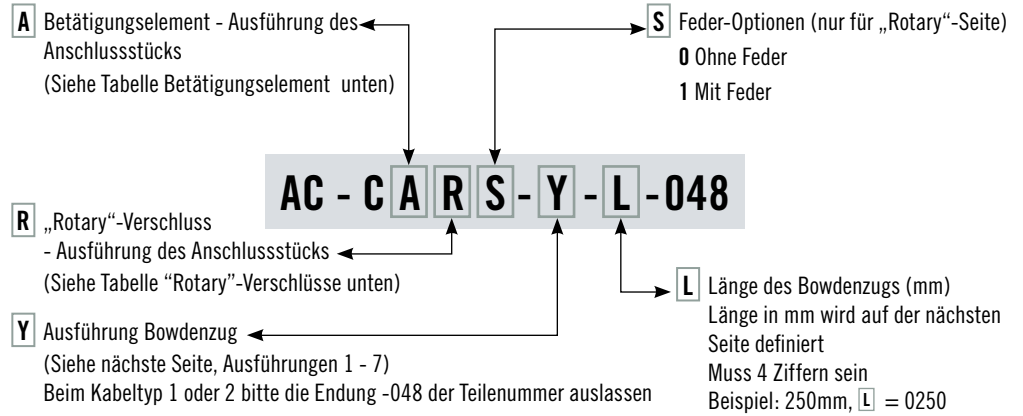 A Betätigungselement - Ausführung des
Anschlussstücks
(Siehe Tabelle Betätigungselement unten)
S Feder-Optionen (nur für „Rotary“-Seite)
0 Ohne Feder
1 Mit Feder
AC - C A R S - Y - L - 048
R „Rotary“-Verschluss
- Ausführung des Anschlussstücks
(Siehe Tabelle “Rotary”-Verschlüsse unten)
Y Ausführung Bowdenzug
(Siehe nächste Seite, Ausführungen 1 - 7)
Beim Kabeltyp 1 oder 2 bitte die Endung -048 der Teilenummer auslassen
L Länge des Bowdenzugs (mm)
Länge in mm wird auf der nächsten
Seite definiert
Muss 4 Ziffern sein
Beispiel: 250mm, L = 0250